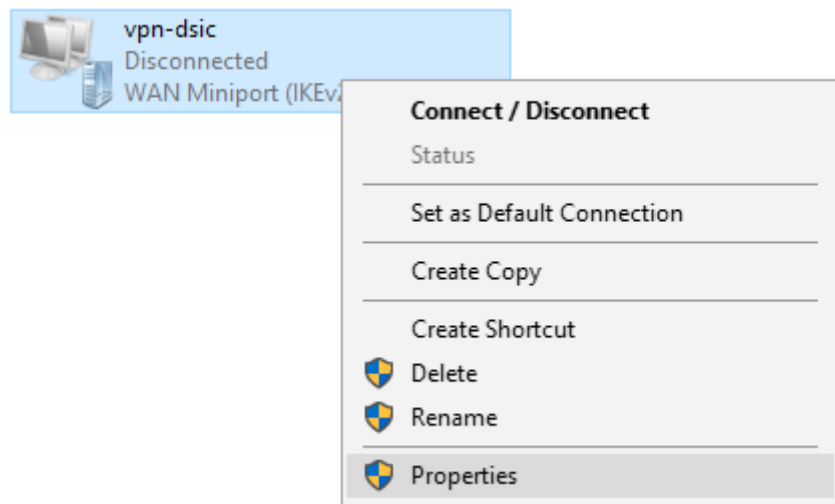 vpn-dsic
Disconnected
WAN Miniport (IKEv
Connect / Disconnect
Status
Set as Default Connection
Create Copy
Create Shortcut
Delete
Rename
Properties